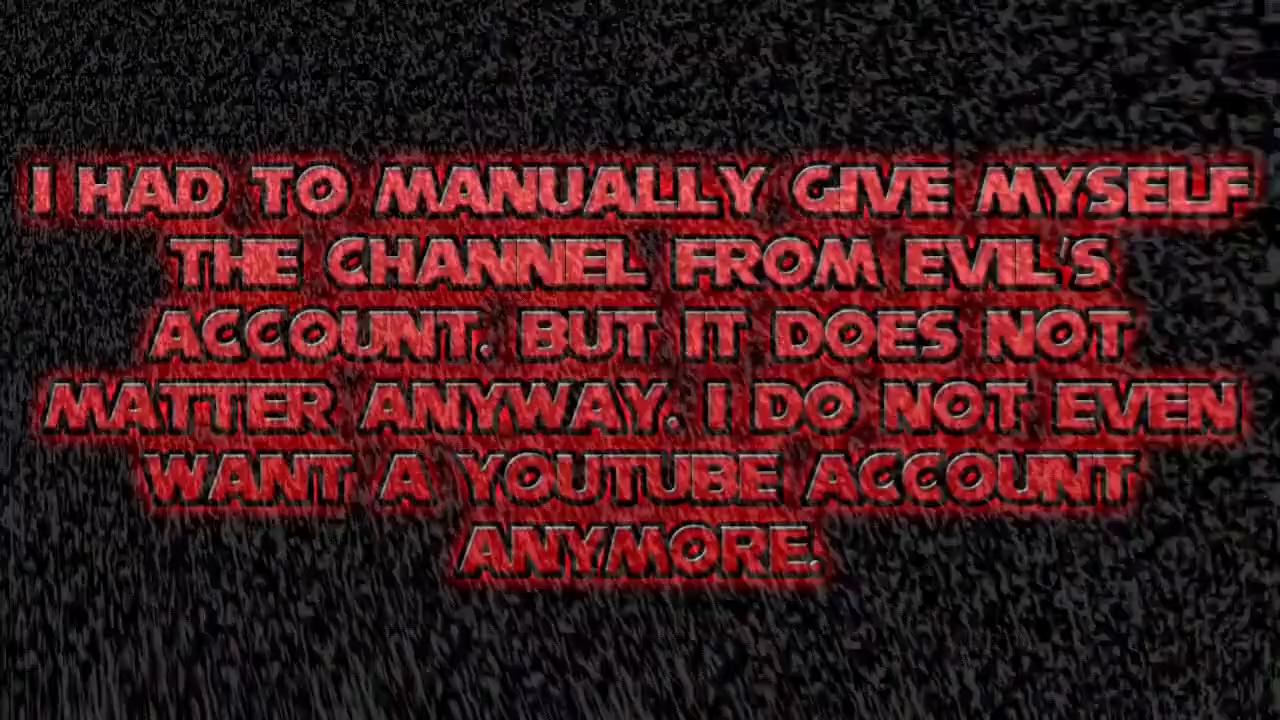 I HAD TO MANUALLY GIVE MYSELF
THE CHANNEL FROM EVIL'S
ACCOUNT. BUT IT DOES NOT
MATTER ANYWAY. I DO NOT EVEN
WANT A YOUTUBE ACCOUNT
ANYMORE.